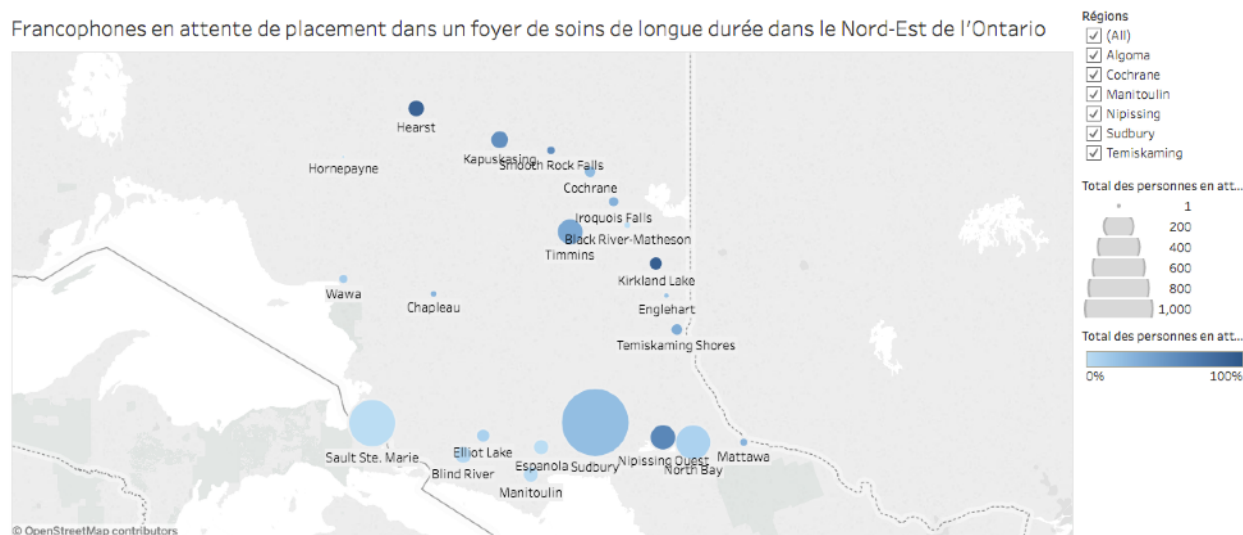 Francophones en attente de placement dans un foyer de soins de longue durée dans le Nord-Est de l'Ontario
Régions
(All)
Algoma
Cochrane
Manitoulin
Nipissing
Sudbury
Temiskaming
Total des personnes en att...
1
200
400
600
800
1,000
Total des personnes en att...
0%
100%
Hearst
Kapuskasing
Smooth Rock Falls
Hornepayne
Cochrane
Iroquois Falls
Black River-Matheson
Timmins
Kirkland Lake
Wawa
Chapleau
Englehart
Temiskaming Shores
Sault Ste. Marie
Elliot Lake
Blind River
Espanola
Manitoulin
Sudbury
Nipissing Ouest
North Bay
Mattawa
© OpenStreetMap contributors